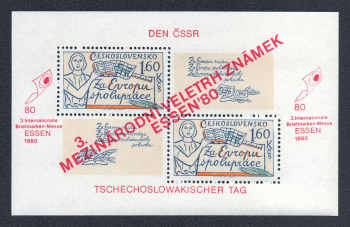 DEN ČSSR
80
3.Internationale
Briefmarken-Messe
ESSEN
1980
ČESKOSLOVENSKO
1,60
Kčs
Za Evropu
spolupráce
3.
MEZINÁRODNÍ VELETRH ZNÁMEK
ESSEN '80
ČESKOSLOVENSKO
1,60
Kčs
Za Evropu
spolupráce
80
3.Internationale
Briefmarken-Messe
ESSEN
1980
TSCHECHOSLOWAKISCHER TAG